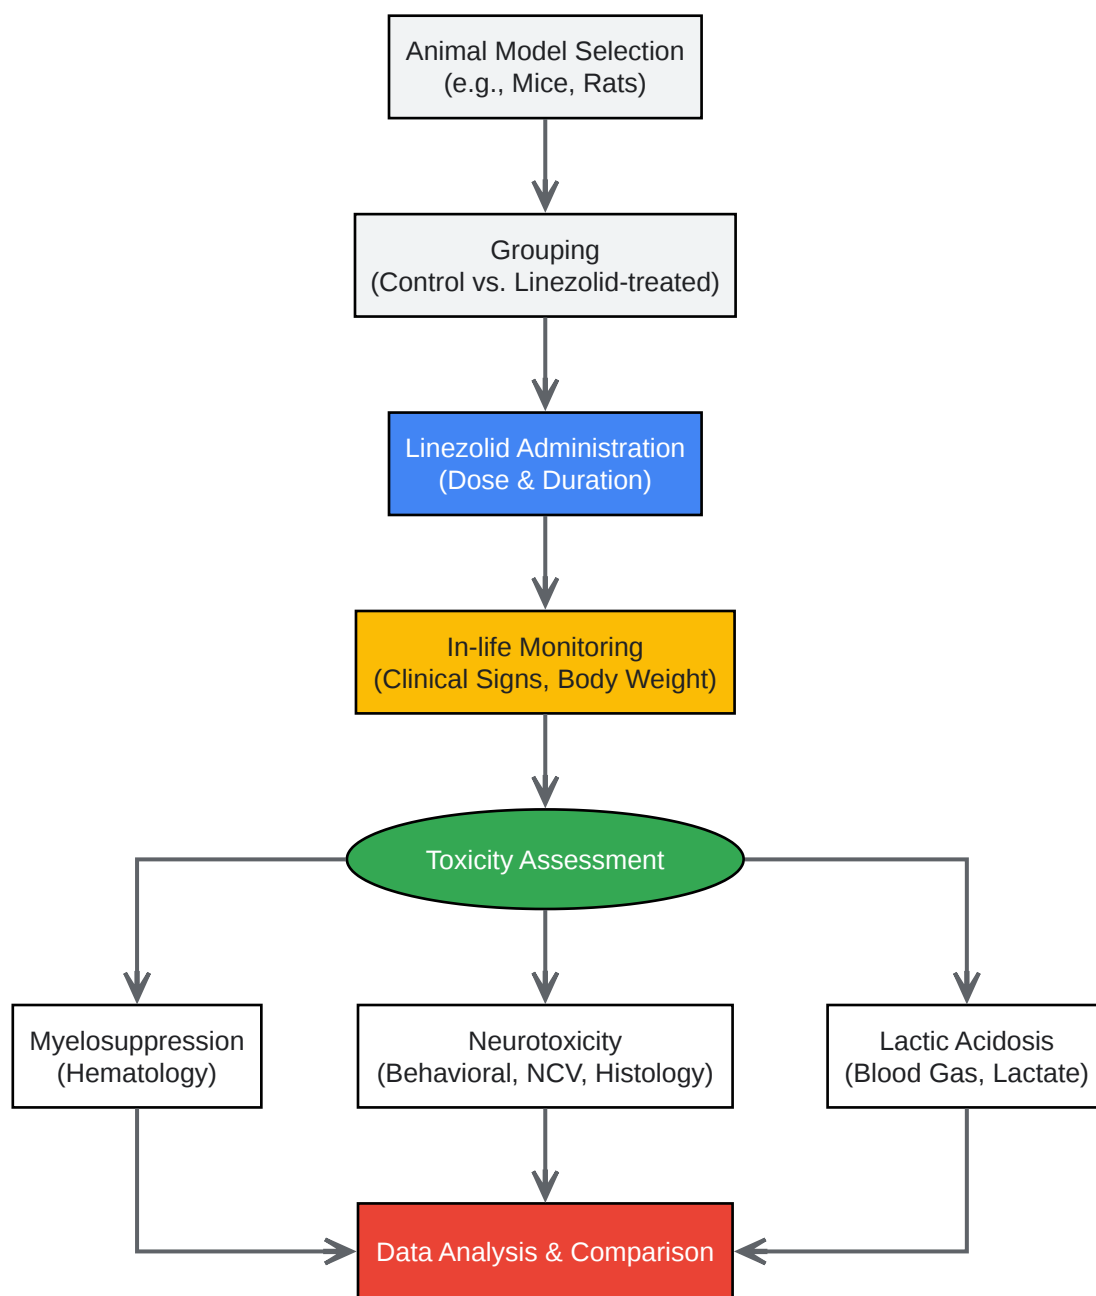 Animal Model Selection
(e.g., Mice, Rats)
Grouping
(Control vs. Linezolid-treated)
Linezolid Administration
(Dose & Duration)
In-life Monitoring
(Clinical Signs, Body Weight)
Toxicity Assessment
Myelosuppression
(Hematology)
Neurotoxicity
(Behavioral, NCV, Histology)
Lactic Acidosis
(Blood Gas, Lactate)
Data Analysis & Comparison